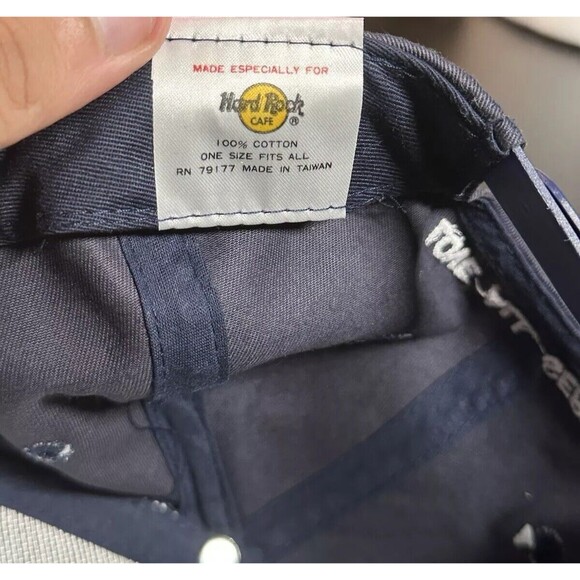 MADE ESPECIALLY FOR
Hard Rock
CAFE ®
100% COTTON
ONE SIZE FITS ALL
RN 79177 MADE IN TAIWAN